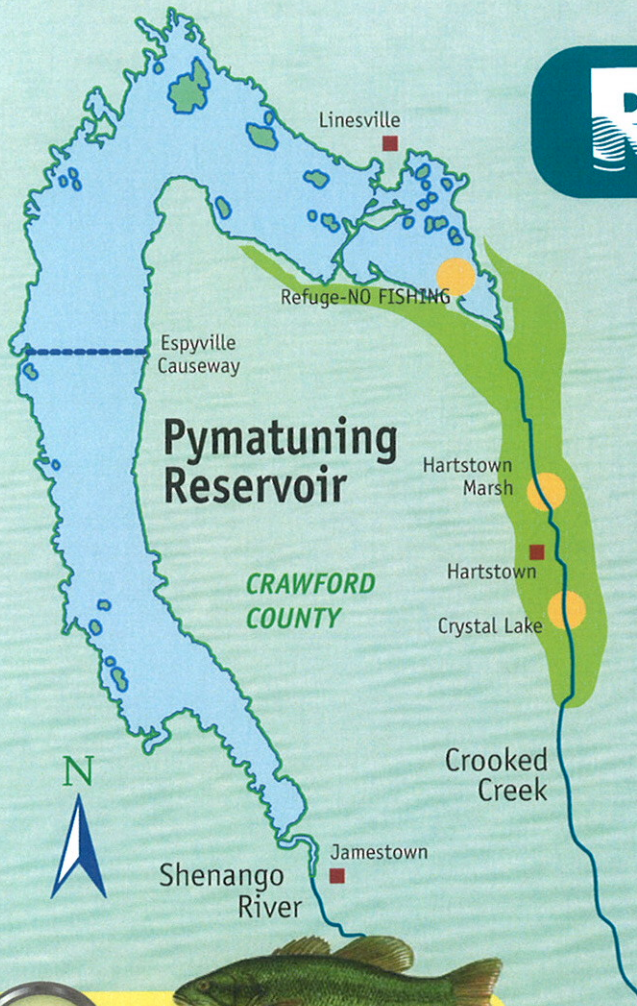 Linesville
R
Refuge-NO FISHING
Espyville
Causeway
Pymatuning
Reservoir
Hartstown
Marsh
CRAWFORD
COUNTY
Hartstown
Crystal Lake
N
Crooked
Creek
Jamestown
Shenango
River